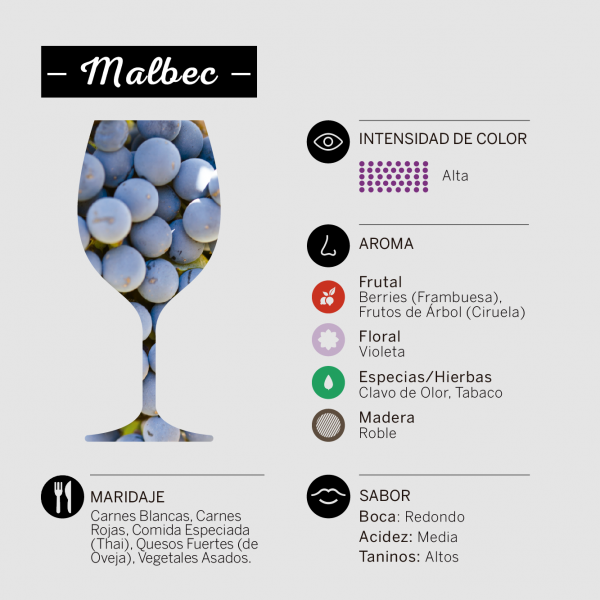 – Malbec –
INTENSIDAD DE COLOR
Alta
AROMA
Frutal
Berries (Frambuesa),
Frutos de Árbol (Ciruela)
Floral
Violeta
Especias/Hierbas
Clavo de Olor, Tabaco
Madera
Roble
MARIDAJE
Carnes Blancas, Carnes
Rojas, Comida Especiada
(Thai), Quesos Fuertes (de
Oveja), Vegetales Asados.
SABOR
Boca: Redondo
Acidez: Media
Taninos: Altos